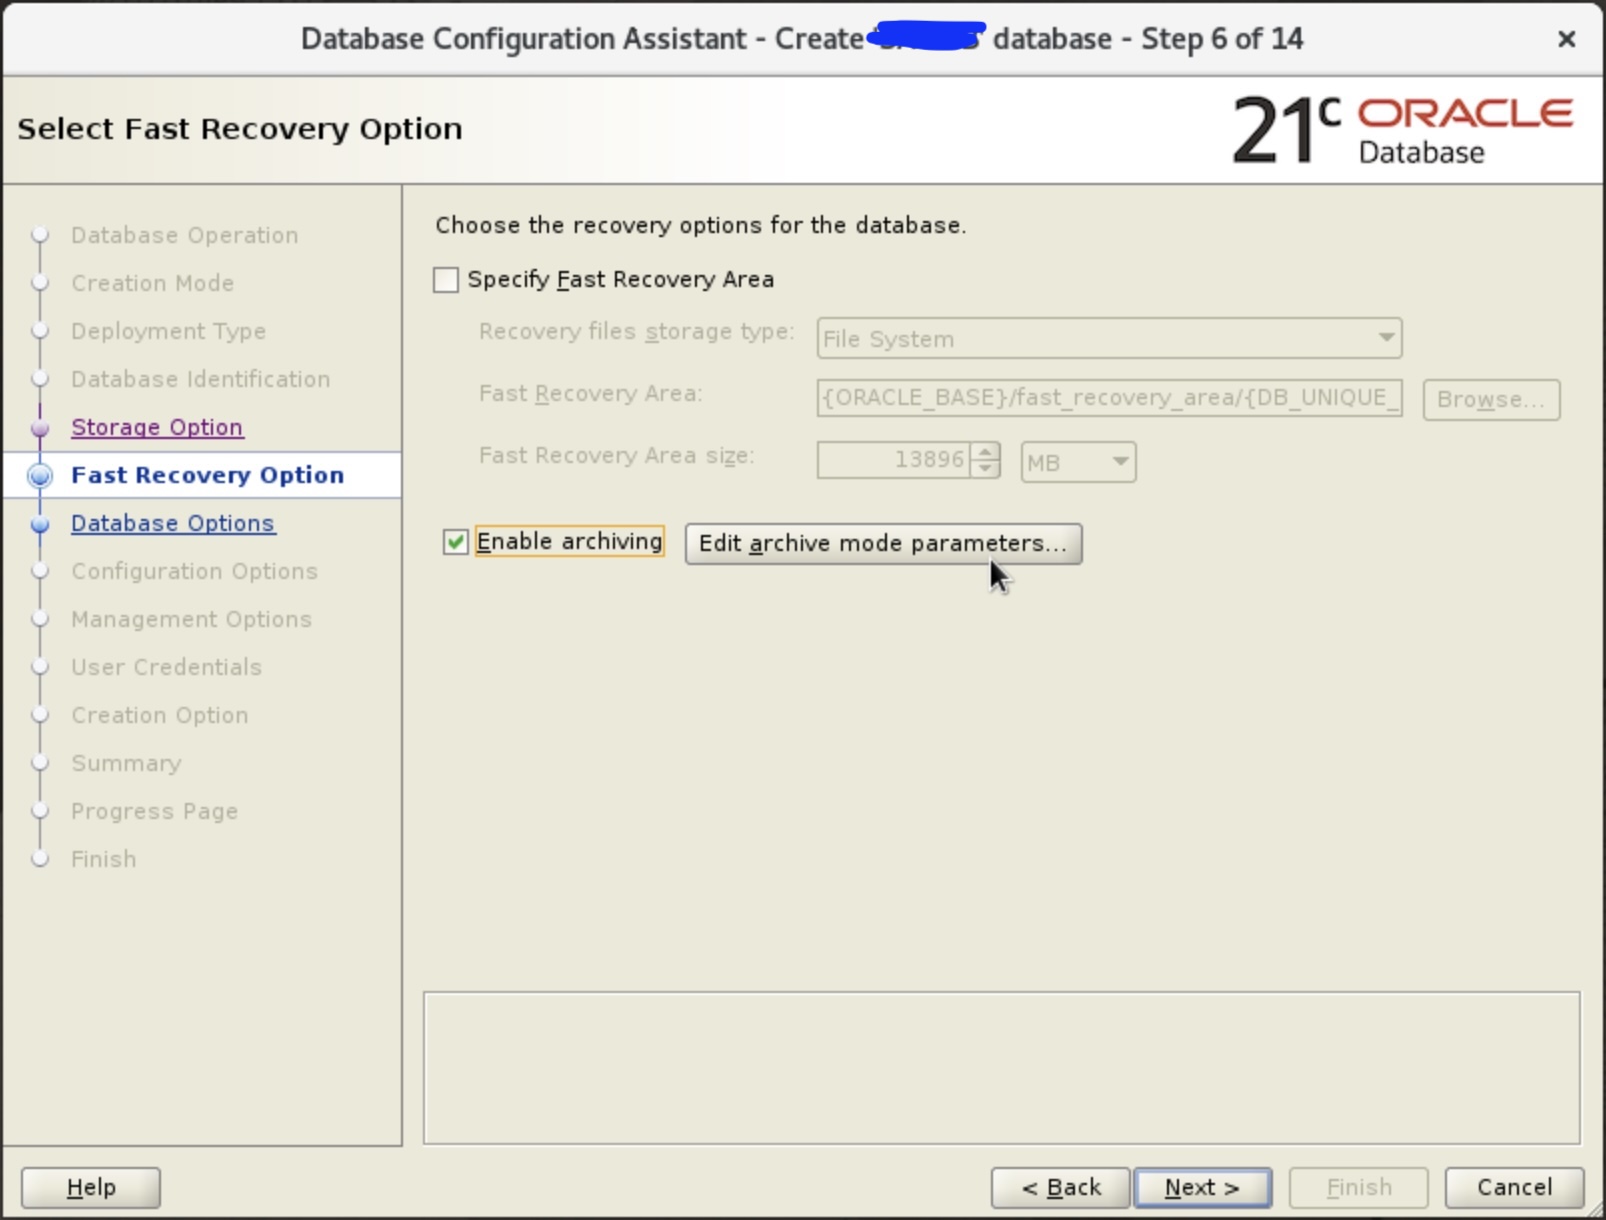 Database Configuration Assistant - Create database - Step 6 of 14
Select Fast Recovery Option
21c ORACLE
Database
Database Operation
Creation Mode
Deployment Type
Database Identification
Storage Option
Fast Recovery Option
Database Options
Configuration Options
Management Options
User Credentials
Creation Option
Summary
Progress Page
Finish
Choose the recovery options for the database.
Specify Fast Recovery Area
Recovery files storage type: File System
Fast Recovery Area: {ORACLE_BASE}/fast_recovery_area/{DB_UNIQUE_ Browse...
Fast Recovery Area size: 13896 MB
Enable archiving Edit archive mode parameters...
Help < Back Next > Finish Cancel